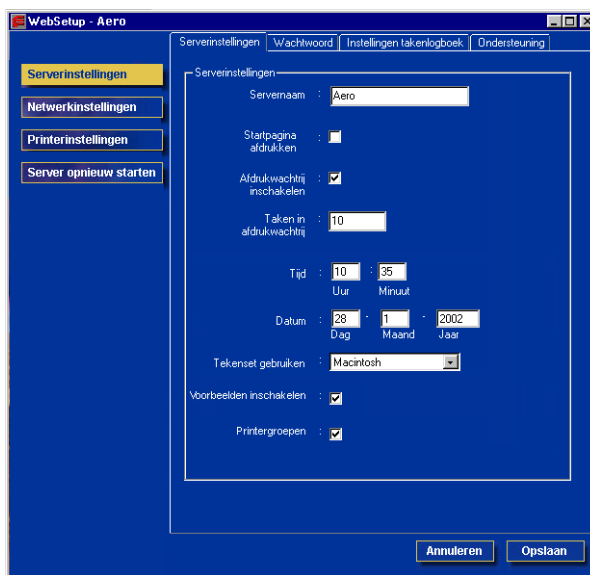 WebSetup - Aero
Serverinstellingen Wachtwoord Instellingen takenlogboek Ondersteuning
Serverinstellingen
Netwerkinstellingen
Printerinstellingen
Server opnieuw starten
Serverinstellingen
Servernaam : Aero
Startpagina
afdrukken :
Afdrukwachtrij
inschakelen :
Taken in
afdrukwachtrij : 10
Tijd : 10 : 35
Uur Minuut
Datum : 28 - 1 - 2002
Dag Maand Jaar
Tekenset gebruiken : Macintosh
Voorbeelden inschakelen :
Printergroepen :
Annuleren Opslaan